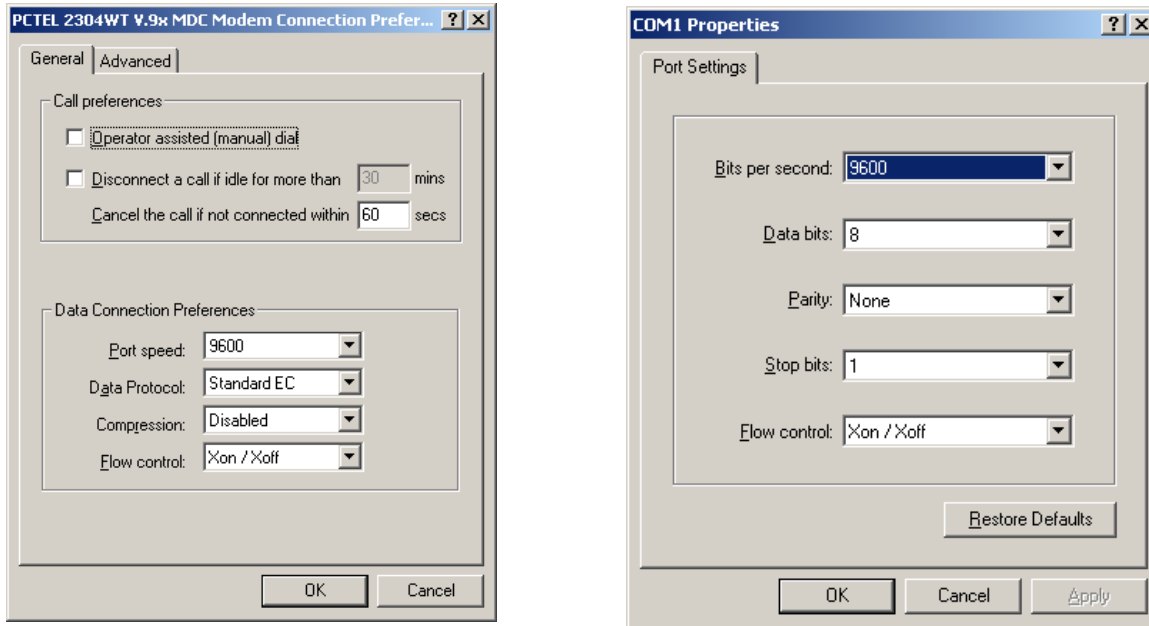 PCTEL 2304WT V.9x MDC Modem Connection Prefer... ? X
General Advanced
Call preferences
Operator assisted (manual) dial
Disconnect a call if idle for more than 30 mins
Cancel the call if not connected within 60 secs
Data Connection Preferences
Port speed: 9600
Data Protocol: Standard EC
Compression: Disabled
Flow control: Xon / Xoff
OK Cancel
COM1 Properties ? X
Port Settings
Bits per second: 9600
Data bits: 8
Parity: None
Stop bits: 1
Flow control: Xon / Xoff
Restore Defaults
OK Cancel Apply